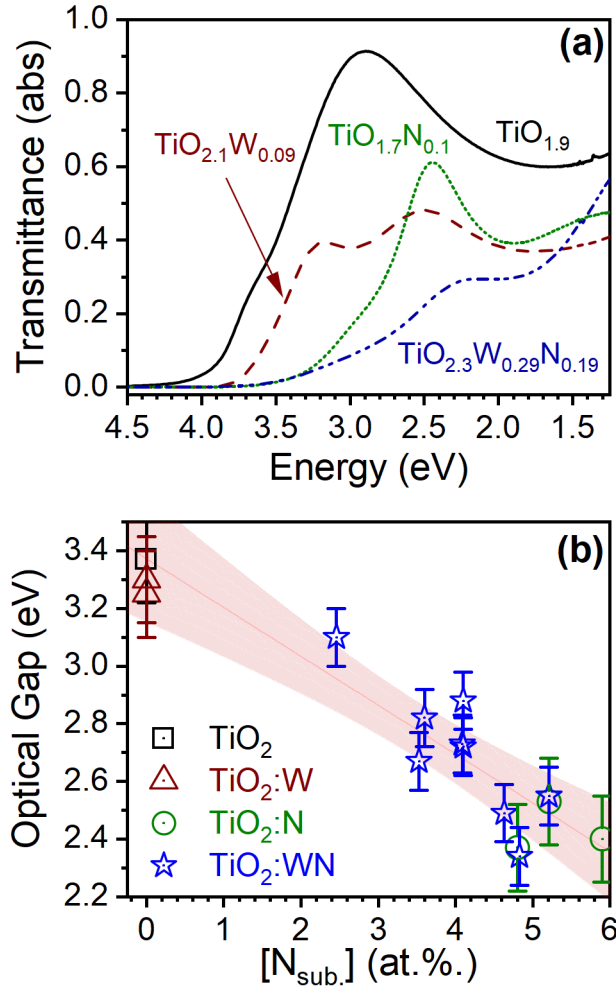 (a)
1.0
0.8
0.6
0.4
0.2
0.0
Transmittance (abs)
TiO2.1W0.09
TiO1.7N0.1
TiO1.9
TiO2.3W0.29N0.19
4.5 4.0 3.5 3.0 2.5 2.0 1.5
Energy (eV)
(b)
3.4
3.2
3.0
2.8
2.6
2.4
2.2
Optical Gap (eV)
TiO2
TiO2:W
TiO2:N
TiO2:WN
0 1 2 3 4 5 6
[Nsub.] (at.%.)